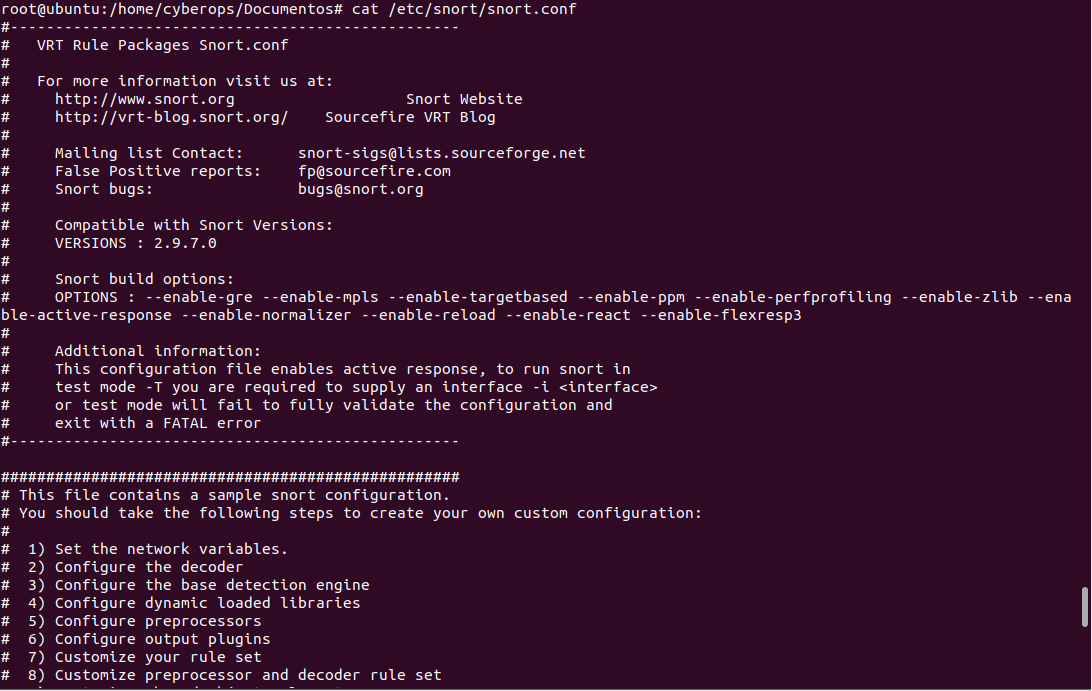 root@ubuntu:/home/cyberops/Documentos# cat /etc/snort/snort.conf
#--------------------------------------------------
#   VRT Rule Packages Snort.conf
#
#   For more information visit us at:
#     http://www.snort.org                   Snort Website
#     http://vrt-blog.snort.org/    Sourcefire VRT Blog
#
#     Mailing list Contact:      snort-sigs@lists.sourceforge.net
#     False Positive reports:    fp@sourcefire.com
#     Snort bugs:                bugs@snort.org
#
#     Compatible with Snort Versions:
#     VERSIONS : 2.9.7.0
#
#     Snort build options:
#     OPTIONS : --enable-gre --enable-mpls --enable-targetbased --enable-ppm --enable-perfprofiling --enable-zlib --ena
ble-active-response --enable-normalizer --enable-reload --enable-react --enable-flexresp3
#
#     Additional information:
#     This configuration file enables active response, to run snort in
#     test mode -T you are required to supply an interface -i <interface>
#     or test mode will fail to fully validate the configuration and
#     exit with a FATAL error
#--------------------------------------------------
###################################################
# This file contains a sample snort configuration.
# You should take the following steps to create your own custom configuration:
#
#  1) Set the network variables.
#  2) Configure the decoder
#  3) Configure the base detection engine
#  4) Configure dynamic loaded libraries
#  5) Configure preprocessors
#  6) Configure output plugins
#  7) Customize your rule set
#  8) Customize preprocessor and decoder rule set